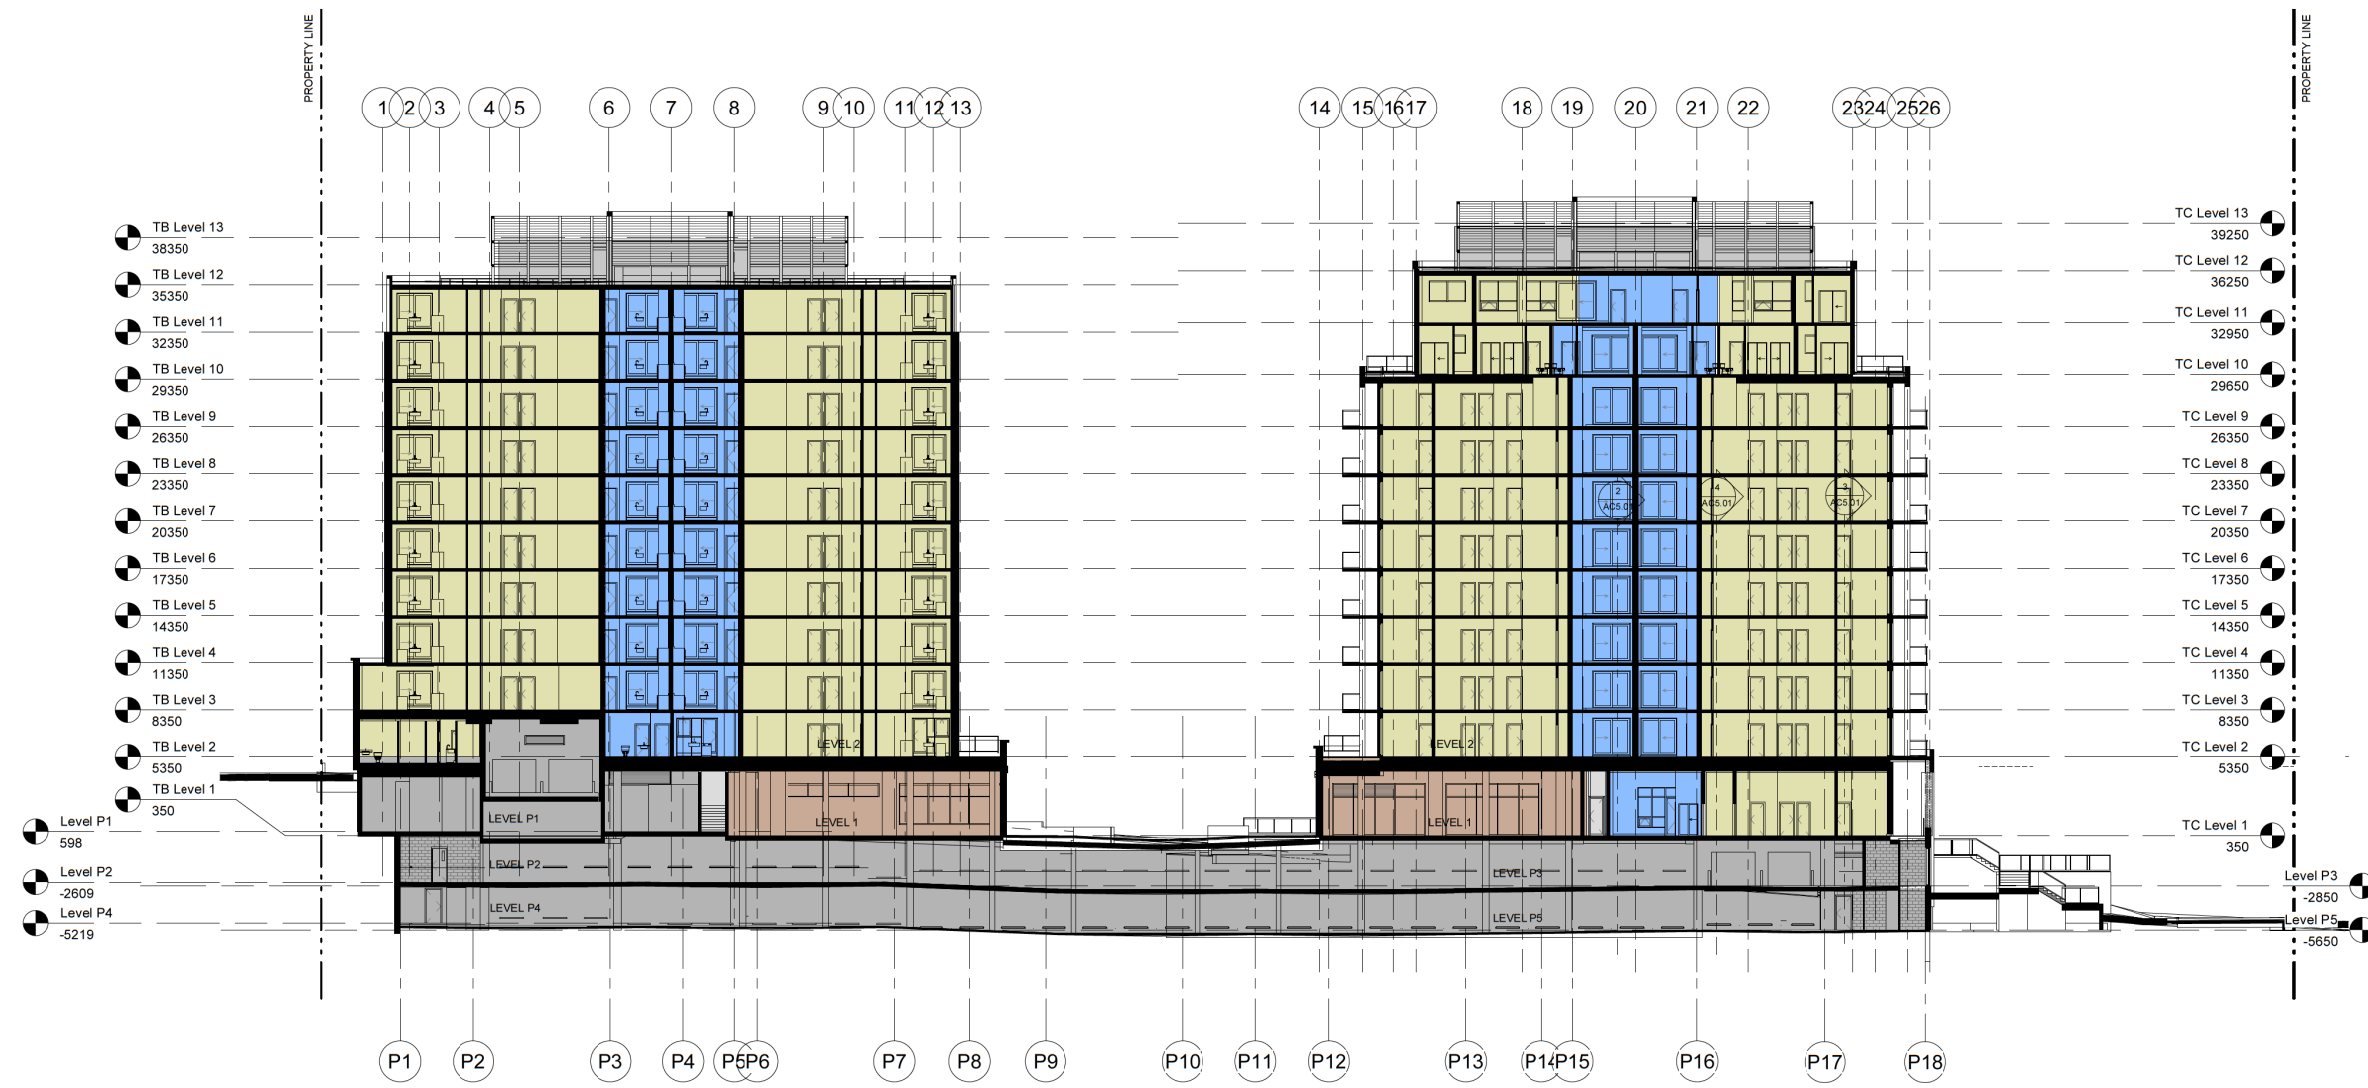 PROPERTY LINE
PROPERTY LINE
1 2 3 4 5 6 7 8 9 10 11 12 13 14 15 16 17 18 19 20 21 22 23 24 25 26
TB Level 13
38350
TB Level 12
35350
TB Level 11
32350
TB Level 10
29350
TB Level 9
26350
TB Level 8
23350
TB Level 7
20350
TB Level 6
17350
TB Level 5
14350
TB Level 4
11350
TB Level 3
8350
TB Level 2
5350
TB Level 1
350
Level P1
598
Level P2
-2609
Level P4
-5219
TC Level 13
39250
TC Level 12
36250
TC Level 11
32950
TC Level 10
29650
TC Level 9
26350
TC Level 8
23350
TC Level 7
20350
TC Level 6
17350
TC Level 5
14350
TC Level 4
11350
TC Level 3
8350
TC Level 2
5350
TC Level 1
350
Level P3
-2850
Level P5
-5650
2
AC5.01
4
AC5.01
3
AC5.01
LEVEL 2
LEVEL 2
LEVEL P1
LEVEL 1
LEVEL 1
LEVEL P2
LEVEL P3
LEVEL P4
LEVEL P5
P1 P2 P3 P4 P5 P6 P7 P8 P9 P10 P11 P12 P13 P14 P15 P16 P17 P18